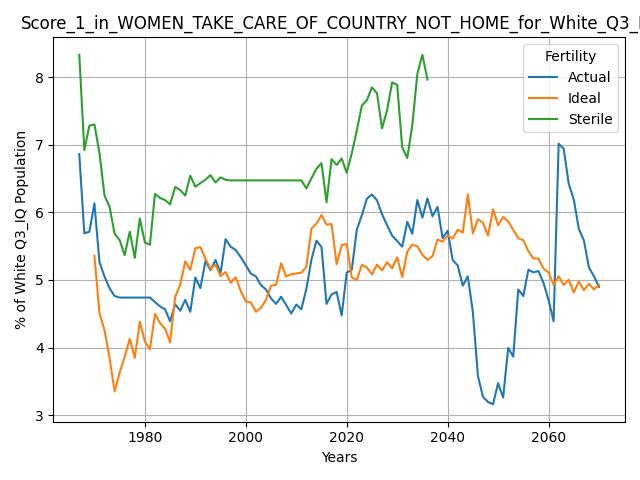 Score_1_in_WOMEN_TAKE_CARE_OF_COUNTRY_NOT_HOME_for_White_Q3_I
Fertility
Actual
Ideal
Sterile
% of White Q3_IQ Population
8
7
6
5
4
3
1980
2000
2020
2040
2060
Years